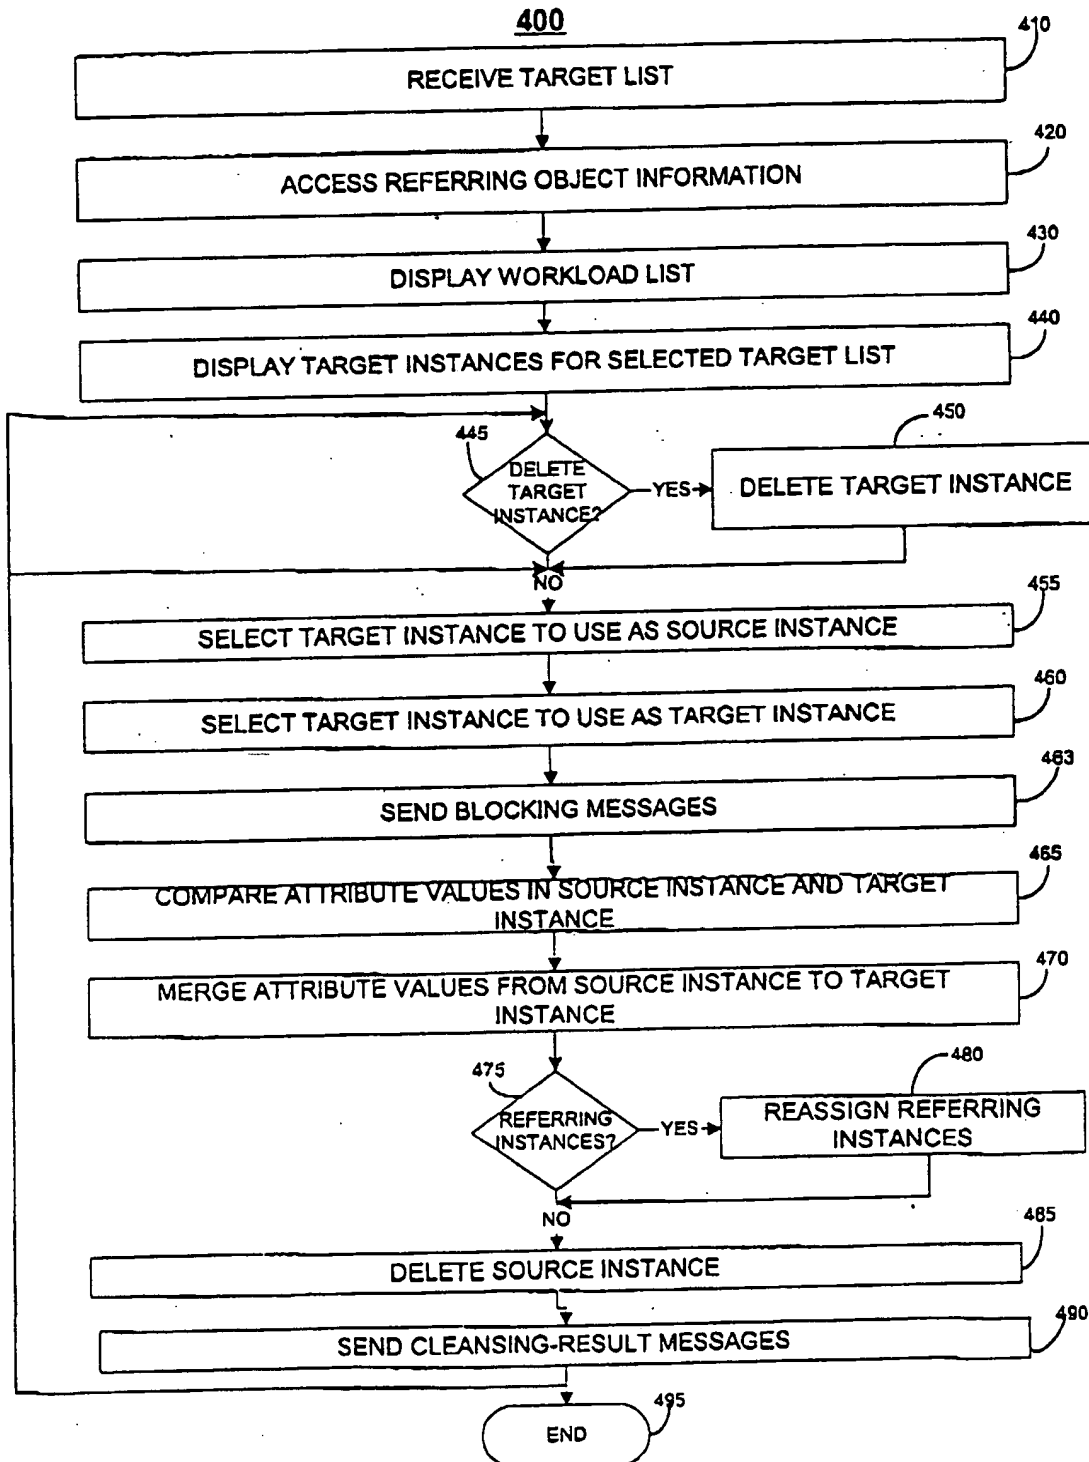 400
410
RECEIVE TARGET LIST
420
ACCESS REFERRING OBJECT INFORMATION
430
DISPLAY WORKLOAD LIST
440
DISPLAY TARGET INSTANCES FOR SELECTED TARGET LIST
445
DELETE
TARGET
INSTANCE?
YES
450
DELETE TARGET INSTANCE
NO
455
SELECT TARGET INSTANCE TO USE AS SOURCE INSTANCE
460
SELECT TARGET INSTANCE TO USE AS TARGET INSTANCE
463
SEND BLOCKING MESSAGES
465
COMPARE ATTRIBUTE VALUES IN SOURCE INSTANCE AND TARGET
INSTANCE
470
MERGE ATTRIBUTE VALUES FROM SOURCE INSTANCE TO TARGET
INSTANCE
475
REFERRING
INSTANCES?
YES
480
REASSIGN REFERRING
INSTANCES
NO
485
DELETE SOURCE INSTANCE
490
SEND CLEANSING-RESULT MESSAGES
495
END